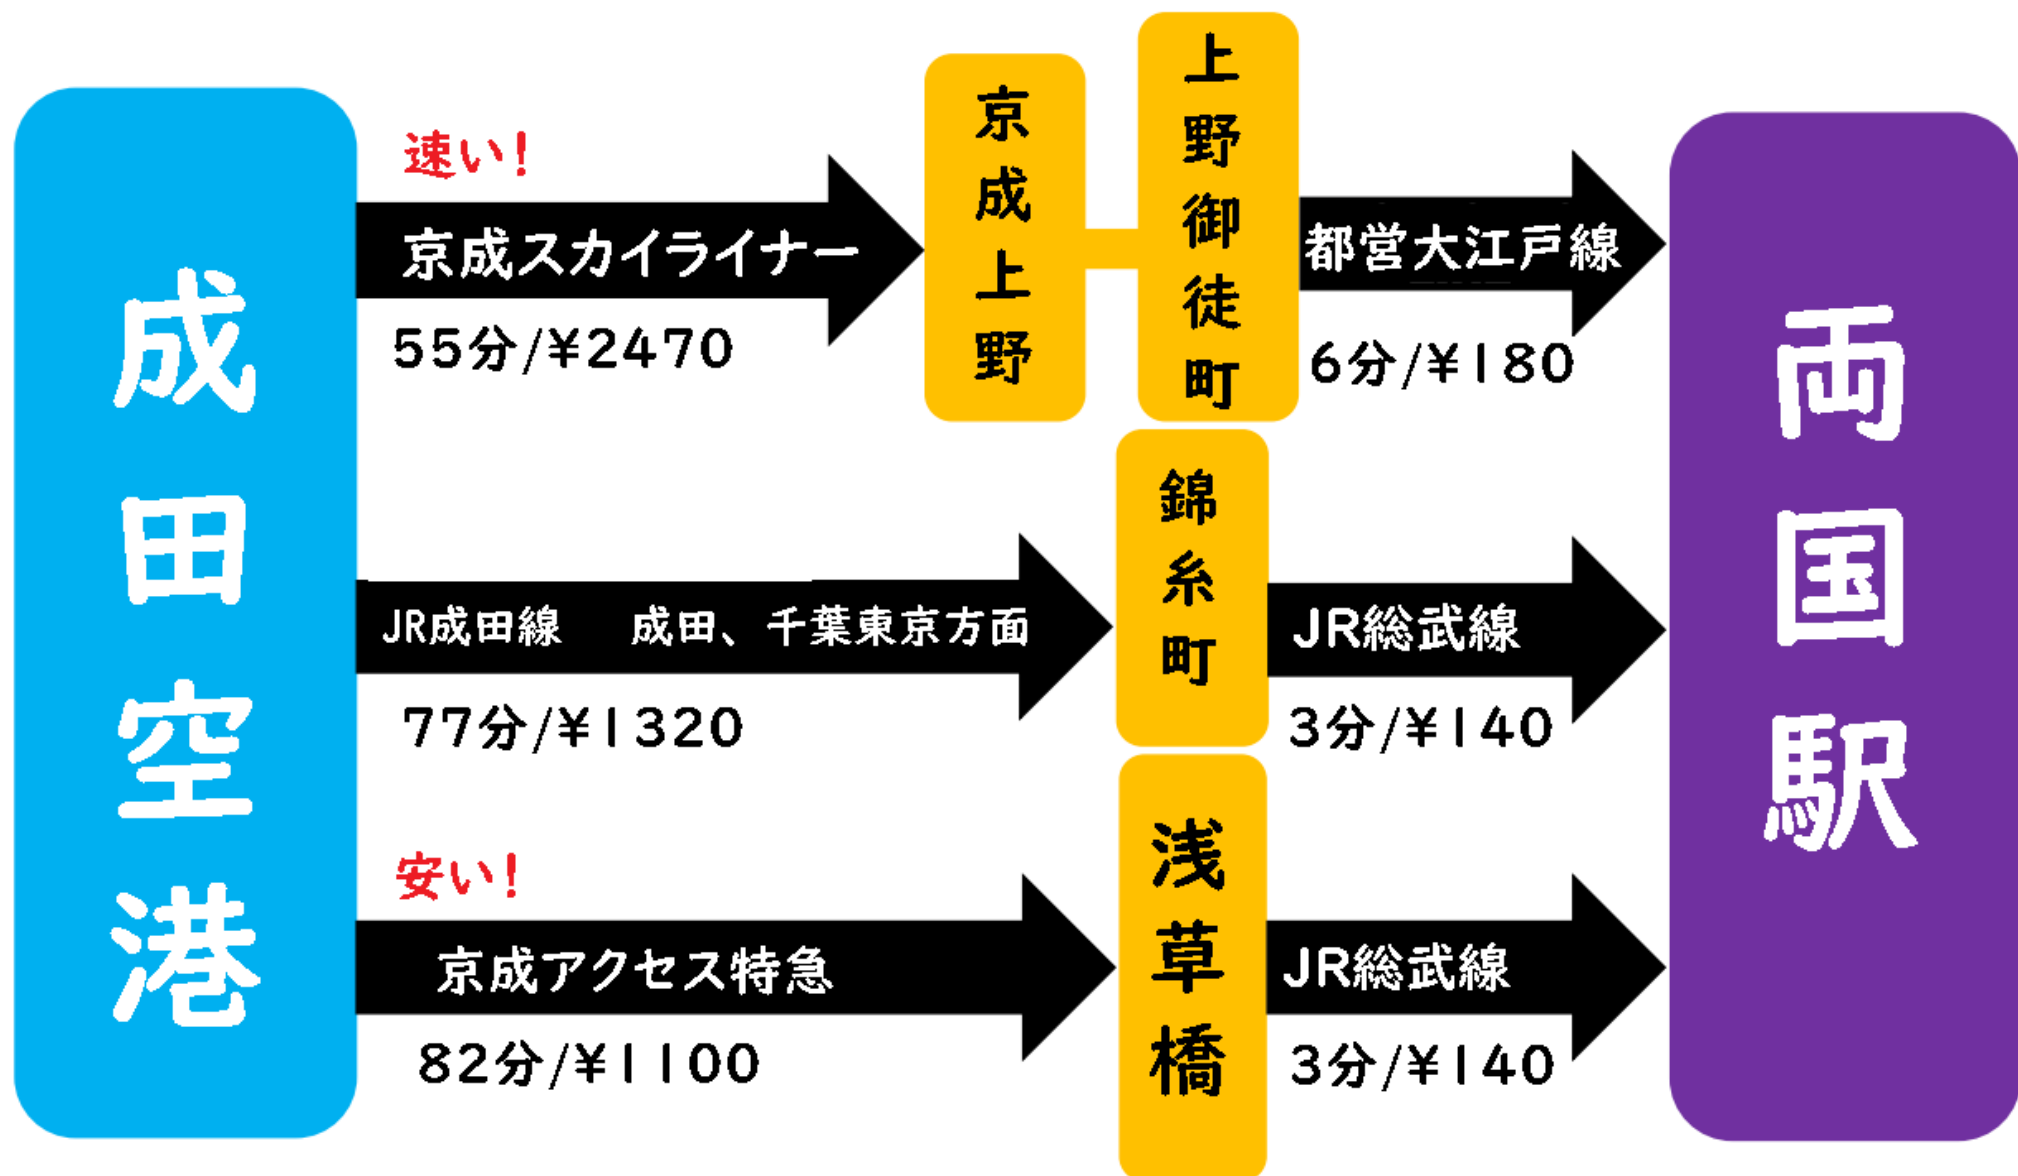 成田空港
速い!
京成スカイライナー
55分/¥2470
京成上野
上野御徒町
都営大江戸線
6分/¥180
JR成田線 成田、千葉東京方面
77分/¥1320
錦糸町
JR総武線
3分/¥140
安い!
京成アクセス特急
82分/¥1100
浅草橋
JR総武線
3分/¥140
両国駅